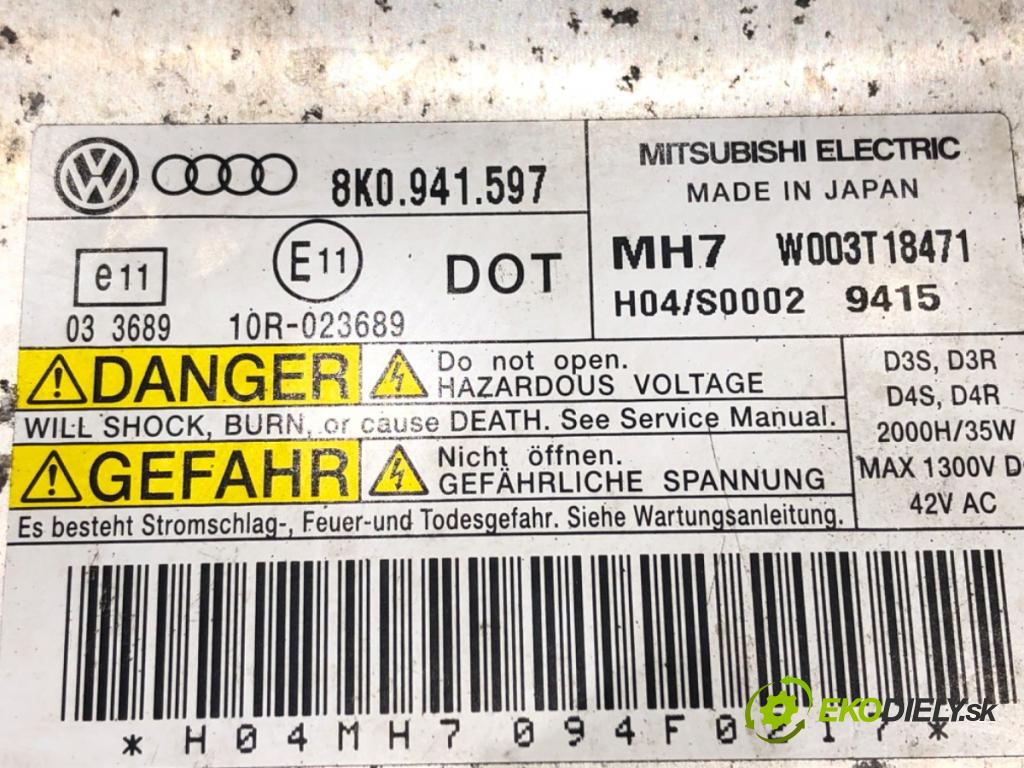 8K0.941.597
MITSUBISHI ELECTRIC
MADE IN JAPAN
e11
E11
DOT
03 3689
10R-023689
MH7 W003T18471
H04/S0002 9415
DANGER
Do not open.
HAZARDOUS VOLTAGE
WILL SHOCK, BURN, or cause DEATH. See Service Manual.
GEFAHR
Nicht öffnen.
GEFÄHRLICHE SPANNUNG
Es besteht Stromschlag-, Feuer-und Todesgefahr. Siehe Wartungsanleitung.
D3S, D3R
D4S, D4R
2000H/35W
MAX 1300V D
42V AC
*H04MH7094F0217*
EKODIELY.sk